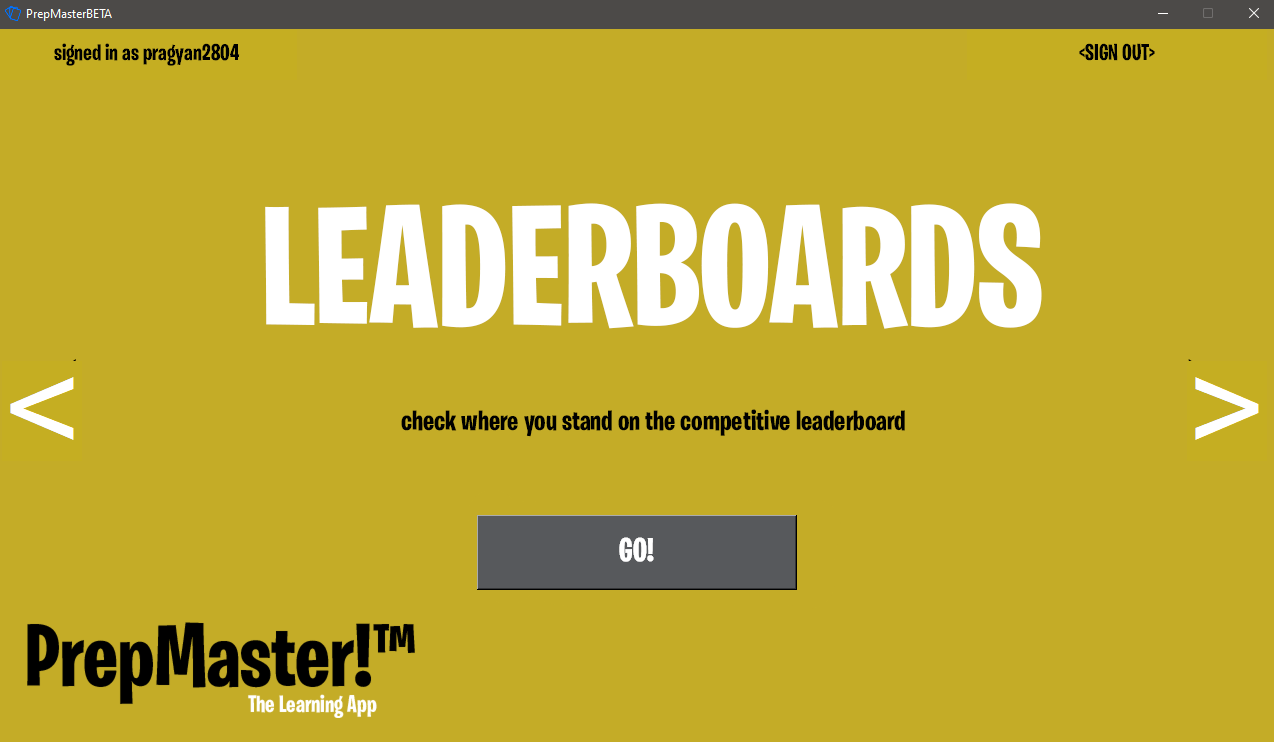 PrepMasterBETA
signed in as pragyan2804
<SIGN OUT>
LEADERBOARDS
<
>
check where you stand on the competitive leaderboard
GO!
PrepMaster!™
The Learning App